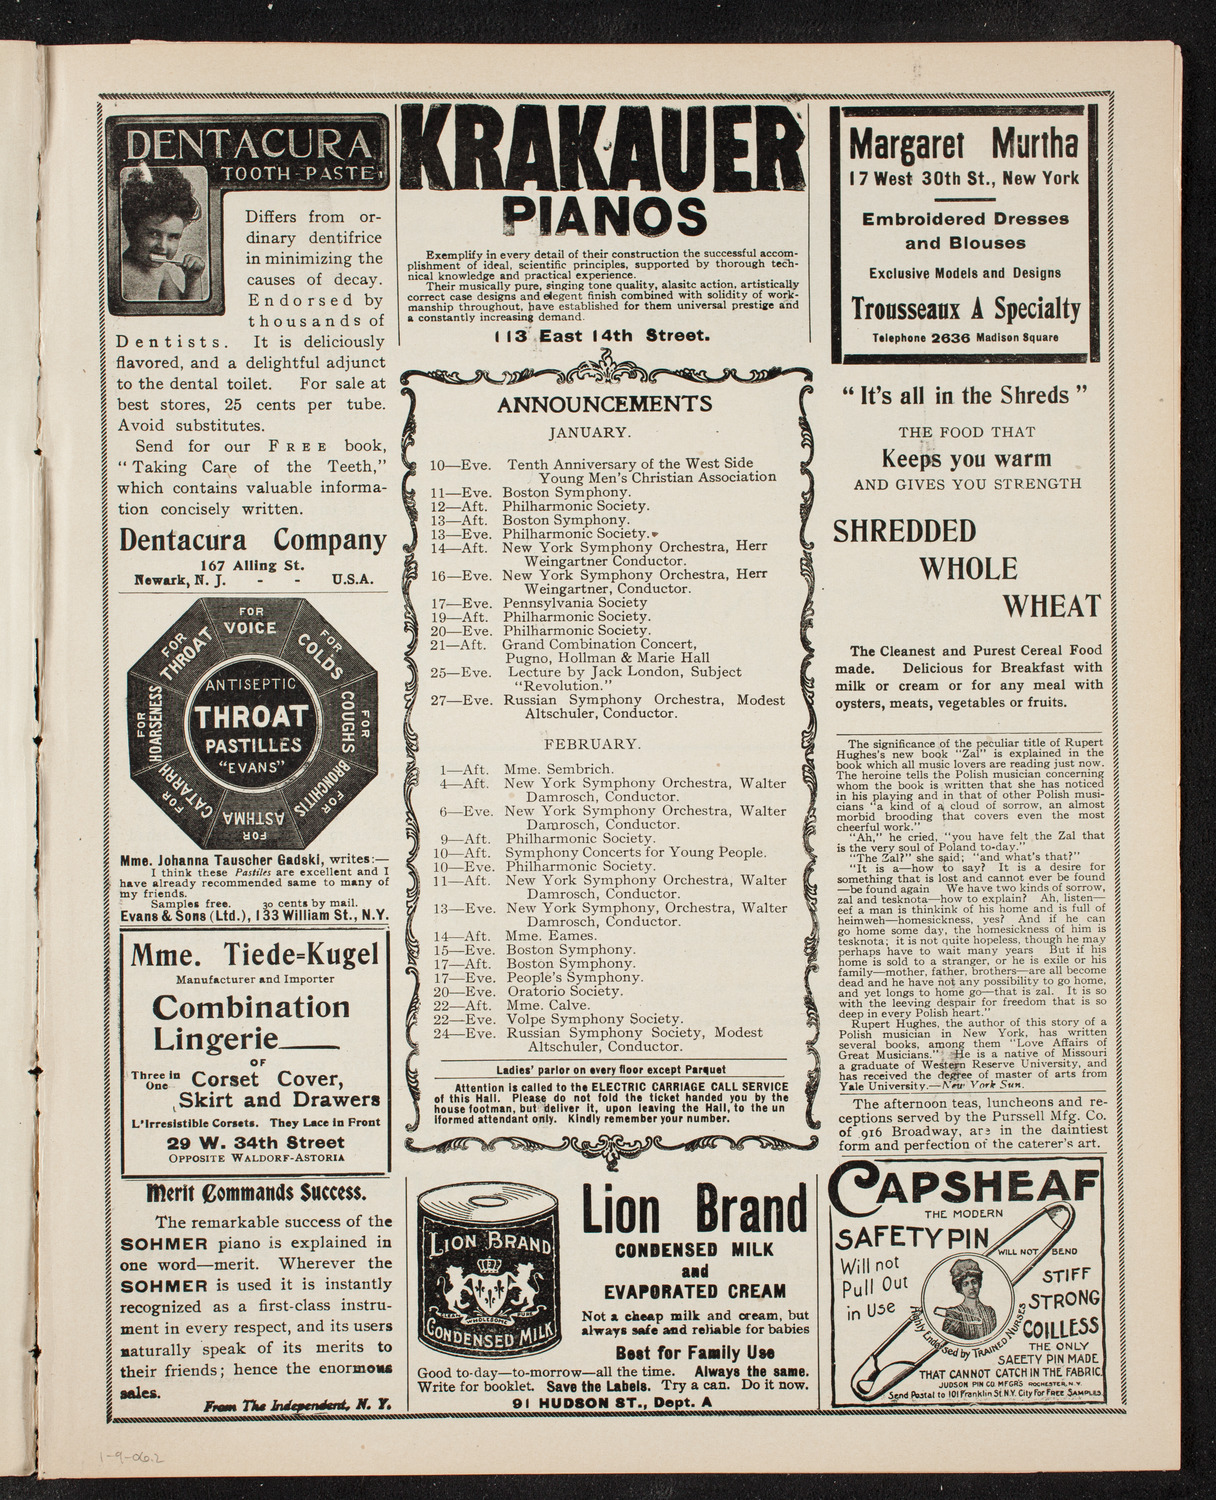 DENTACURA
TOOTH-PASTE
Differs from or-
dinary dentifrice
in minimizing the
causes of decay.
Endorsed by
thousands of
Dentists. It is deliciously
flavored, and a delightful adjunct
to the dental toilet. For sale at
best stores, 25 cents per tube.
Avoid substitutes.
Send for our FREE book,
"Taking Care of the Teeth,"
which contains valuable informa-
tion concisely written.
Dentacura Company
167 Alling St.
Newark, N. J. - - U.S.A.
FOR VOICE
FOR COLDS
FOR COUGHS
FOR BRONCHITIS
FOR ASTHMA
FOR CATARRH
FOR HOARSENESS
FOR THROAT
ANTISEPTIC
THROAT
PASTILLES
"EVANS"
Mme. Johanna Tauscher Gadski, writes:—
I think these Pastiles are excellent and I
have already recommended same to many of
my friends.
Samples free. 30 cents by mail.
Evans & Sons (Ltd.), 133 William St., N.Y.
Mme. Tiede=Kugel
Manufacturer and Importer
Combination
Lingerie
OF
Three in
One
Corset Cover,
Skirt and Drawers
L'Irresistible Corsets. They Lace in Front
29 W. 34th Street
OPPOSITE WALDORF-ASTORIA
Merit Commands Success.
The remarkable success of the
SOHMER piano is explained in
one word—merit. Wherever the
SOHMER is used it is instantly
recognized as a first-class instru-
ment in every respect, and its users
naturally speak of its merits to
their friends; hence the enormous
sales.
From The Independent, N. Y.
KRAKAUER
PIANOS
Exemplify in every detail of their construction the successful accom-
plishment of ideal, scientific principles, supported by thorough tech-
nical knowledge and practical experience.
Their musically pure, singing tone quality, alasitc action, artistically
correct case designs and elegent finish combined with solidity of work-
manship throughout, have established for them universal prestige and
a constantly increasing demand.
113 East 14th Street.
ANNOUNCEMENTS
JANUARY.
10—Eve. Tenth Anniversary of the West Side
Young Men's Christian Association
11—Eve. Boston Symphony.
12—Aft. Philharmonic Society.
13—Aft. Boston Symphony.
13—Eve. Philharmonic Society.
14—Aft. New York Symphony Orchestra, Herr
Weingartner Conductor.
16—Eve. New York Symphony Orchestra, Herr
Weingartner, Conductor.
17—Eve. Pennsylvania Society
19—Aft. Philharmonic Society.
20—Eve. Philharmonic Society.
21—Aft. Grand Combination Concert,
Pugno, Hollman & Marie Hall
25—Eve. Lecture by Jack London, Subject
"Revolution."
27—Eve. Russian Symphony Orchestra, Modest
Altschuler, Conductor.
FEBRUARY.
1—Aft. Mme. Sembrich.
4—Aft. New York Symphony Orchestra, Walter
Damrosch, Conductor.
6—Eve. New York Symphony Orchestra, Walter
Damrosch, Conductor.
9—Aft. Philharmonic Society.
10—Aft. Symphony Concerts for Young People.
10—Eve. Philharmonic Society.
11—Aft. New York Symphony Orchestra, Walter
Damrosch, Conductor.
13—Eve. New York Symphony, Orchestra, Walter
Damrosch, Conductor.
14—Aft. Mme. Eames.
15—Eve. Boston Symphony.
17—Aft. Boston Symphony.
17—Eve. People's Symphony.
20—Eve. Oratorio Society.
22—Aft. Mme. Calve.
22—Eve. Volpe Symphony Society.
24—Eve. Russian Symphony Society, Modest
Altschuler, Conductor.
Ladies' parlor on every floor except Parquet
Attention is called to the ELECTRIC CARRIAGE CALL SERVICE
of this Hall. Please do not fold the ticket handed you by the
house footman, but deliver it, upon leaving the Hall, to the un
iformed attendant only. Kindly remember your number.
LION BRAND
CLEAN WHOLESOME PURE
CONDENSED MILK
Lion Brand
CONDENSED MILK
and
EVAPORATED CREAM
Not a cheap milk and cream, but
always safe and reliable for babies
Best for Family Use
Good to-day—to-morrow—all the time. Always the same.
Write for booklet. Save the Labels. Try a can. Do it now.
91 HUDSON ST., Dept. A
Margaret Murtha
17 West 30th St., New York
Embroidered Dresses
and Blouses
Exclusive Models and Designs
Trousseaux A Specialty
Telephone 2636 Madison Square
"It's all in the Shreds"
THE FOOD THAT
Keeps you warm
AND GIVES YOU STRENGTH
SHREDDED
WHOLE
WHEAT
The Cleanest and Purest Cereal Food
made. Delicious for Breakfast with
milk or cream or for any meal with
oysters, meats, vegetables or fruits.
The significance of the peculiar title of Rupert
Hughes's new book "Zal" is explained in the
book which all music lovers are reading just now.
The heroine tells the Polish musician concerning
whom the book is written that she has noticed
in his playing and in that of other Polish musi-
cians "a kind of a cloud of sorrow, an almost
morbid brooding that covers even the most
cheerful work."
"Ah," he cried, "you have felt the Zal that
is the very soul of Poland to-day."
"The Zal?" she said; "and what's that?"
"It is a—how to say? It is a desire for
something that is lost and cannot ever be found
—be found again We have two kinds of sorrow,
zal and tesknota—how to explain? Ah, listen—
eef a man is thinkink of his home and is full of
heimweh—homesickness, yes? And if he can
go home some day, the homesickness of him is
tesknota; it is not quite hopeless, though he may
perhaps have to wait many years But if his
home is sold to a stranger, or he is exile or his
family—mother, father, brothers—are all become
dead and he have not any possibility to go home,
and yet longs to home go—that is zal. It is so
with the leeving despair for freedom that is so
deep in every Polish heart."
Rupert Hughes, the author of this story of a
Polish musician in New York, has written
several books, among them "Love Affairs of
Great Musicians." He is a native of Missouri
a graduate of Western Reserve University, and
has received the degree of master of arts from
Yale University.—New York Sun.
The afternoon teas, luncheons and re-
ceptions served by the Purssell Mfg. Co.
of 916 Broadway, are in the daintiest
form and perfection of the caterer's art.
CAPSHEAF
THE MODERN
SAFETY PIN
WILL NOT BEND
Will not
Pull Out
in Use
STIFF
STRONG
COILLESS
Highly Endorsed by TRAINED NURSES
THE ONLY
SAFETY PIN MADE
THAT CANNOT CATCH IN THE FABRIC.
JUDSON PIN CO. MFGRS ROCHESTER, N.Y.
Send Postal to 101 Franklin St. N.Y. City for FREE SAMPLES.
1-9-06.2